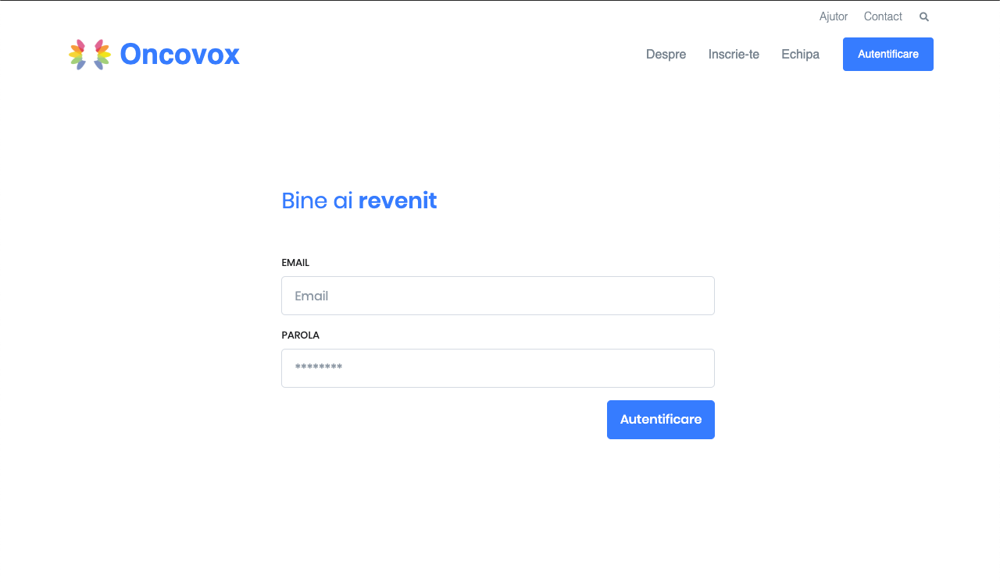 Ajutor Contact
Oncovox Despre Inscrie-te Echipa Autentificare
Bine ai revenit
EMAIL
Email
PAROLA
********
Autentificare